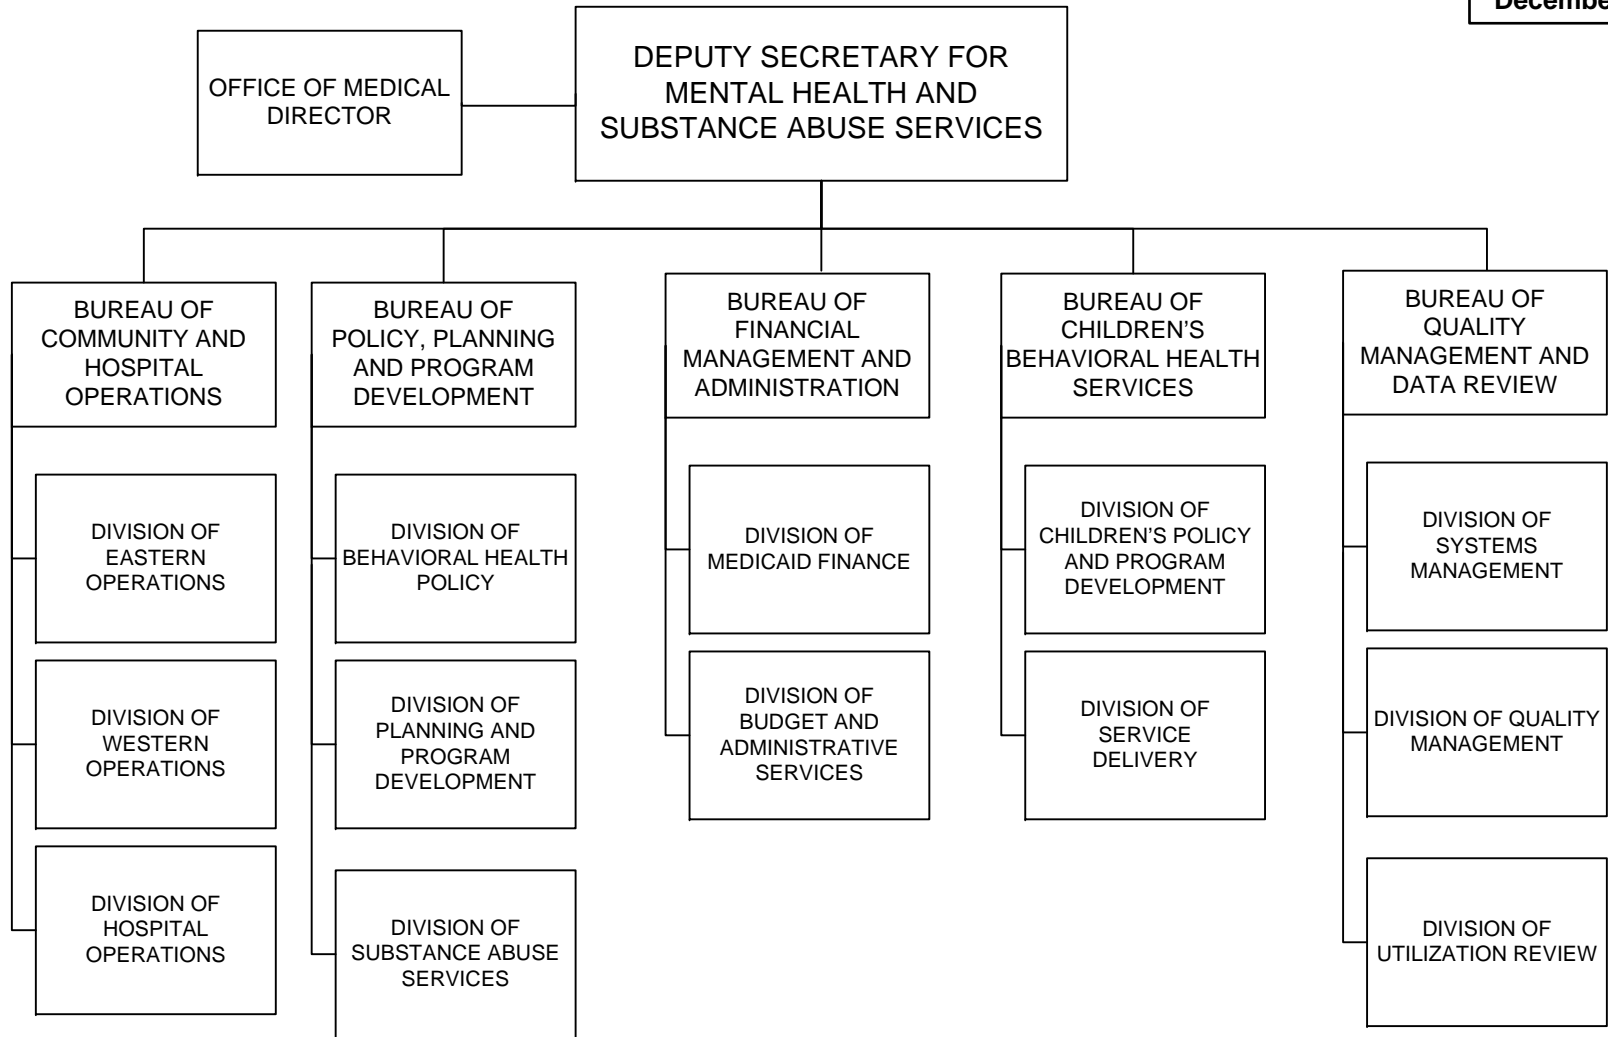 Decembe
OFFICE OF MEDICAL
DIRECTOR
DEPUTY SECRETARY FOR
MENTAL HEALTH AND
SUBSTANCE ABUSE SERVICES
BUREAU OF
COMMUNITY AND
HOSPITAL
OPERATIONS
BUREAU OF
POLICY, PLANNING
AND PROGRAM
DEVELOPMENT
BUREAU OF
FINANCIAL
MANAGEMENT AND
ADMINISTRATION
BUREAU OF
CHILDREN'S
BEHAVIORAL HEALTH
SERVICES
BUREAU OF
QUALITY
MANAGEMENT AND
DATA REVIEW
DIVISION OF
EASTERN
OPERATIONS
DIVISION OF
BEHAVIORAL HEALTH
POLICY
DIVISION OF
MEDICAID FINANCE
DIVISION OF
CHILDREN'S POLICY
AND PROGRAM
DEVELOPMENT
DIVISION OF
SYSTEMS
MANAGEMENT
DIVISION OF
WESTERN
OPERATIONS
DIVISION OF
PLANNING AND
PROGRAM
DEVELOPMENT
DIVISION OF
BUDGET AND
ADMINISTRATIVE
SERVICES
DIVISION OF
SERVICE
DELIVERY
DIVISION OF QUALITY
MANAGEMENT
DIVISION OF
HOSPITAL
OPERATIONS
DIVISION OF
SUBSTANCE ABUSE
SERVICES
DIVISION OF
UTILIZATION REVIEW